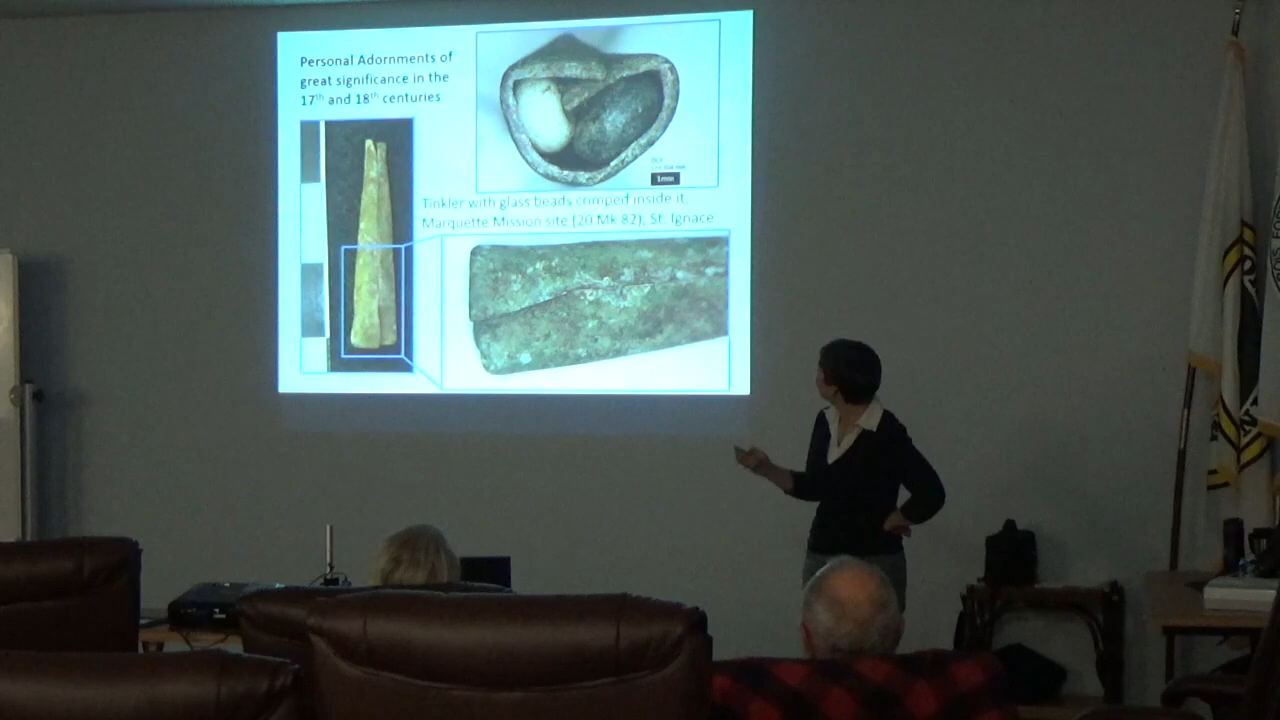 Personal Adornments of
great significance in the
17th and 18th centuries
1mm
Tinkler with glass beads crimped inside it,
Marquette Mission site (20 Mk 82), St. Ignace